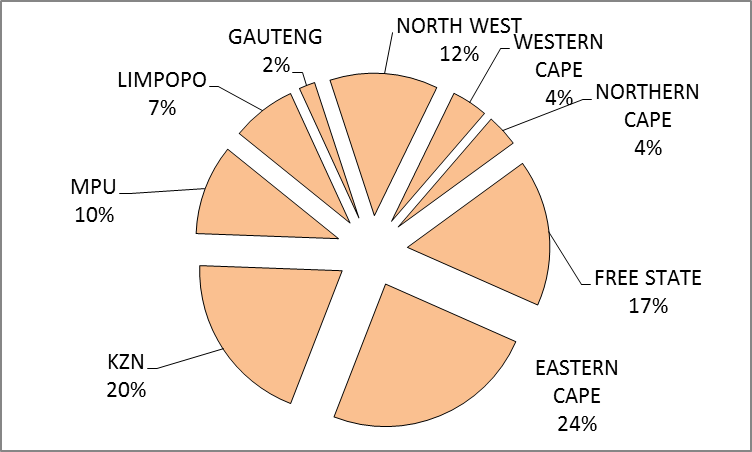 GAUTENG
2%
NORTH WEST
12%
WESTERN
CAPE
4%
NORTHERN
CAPE
4%
FREE STATE
17%
EASTERN
CAPE
24%
KZN
20%
MPU
10%
LIMPOPO
7%